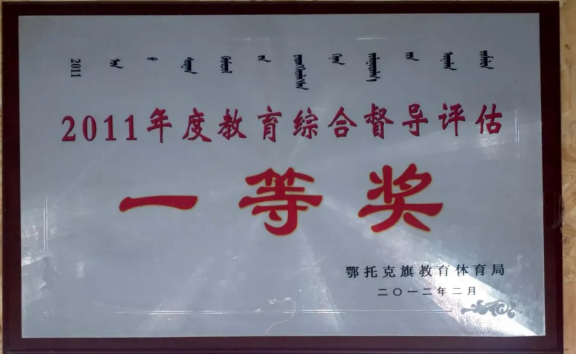 2011
2011年度教育综合督导评估
一等奖
鄂托克旗教育体育局
二〇一二年二月